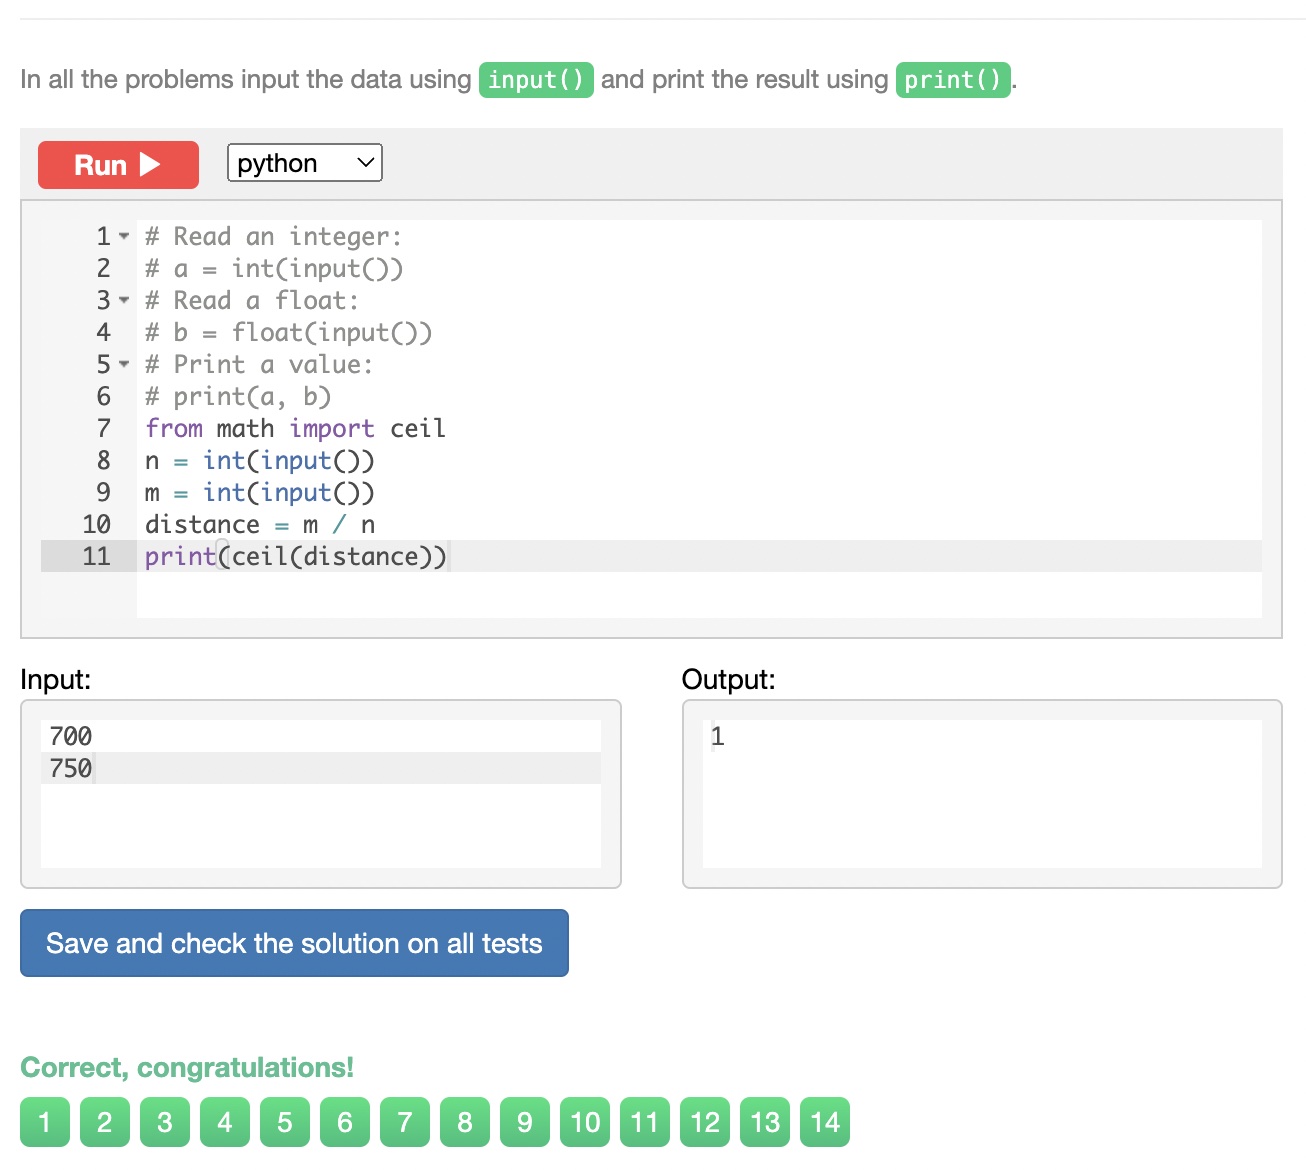 In all the problems input the data using input() and print the result using print().
Run python
1 # Read an integer:
2 # a = int(input())
3 # Read a float:
4 # b = float(input())
5 # Print a value:
6 # print(a, b)
7 from math import ceil
8 n = int(input())
9 m = int(input())
10 distance = m / n
11 print(ceil(distance))
Input:
700
750
Output:
1
Save and check the solution on all tests
Correct, congratulations!
1 2 3 4 5 6 7 8 9 10 11 12 13 14